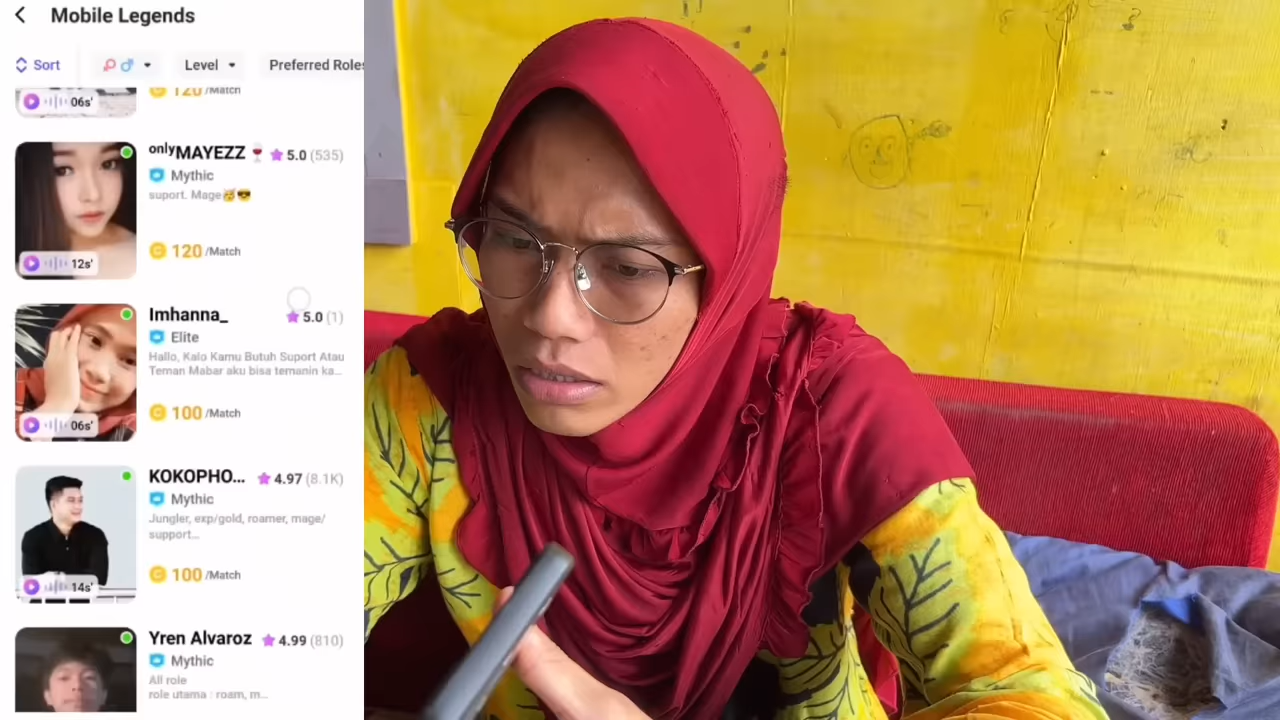 Mobile Legends
Sort
Level
Preferred Roles
06s'
120 /Match
onlyMAYEZZ🍷 5.0 (535)
Mythic
suport. Mage🥳😎
12s'
120 /Match
Imhanna_
5.0 (1)
Elite
Hallo, Kalo Kamu Butuh Suport Atau
Teman Mabar aku bisa temanin ka...
06s'
100 /Match
KOKOPHO... 4.97 (8.1K)
Mythic
Jungler, exp/gold, roamer, mage/
support...
14s'
100 /Match
Yren Alvaroz 4.99 (810)
Mythic
All role
role utama : roam, m...